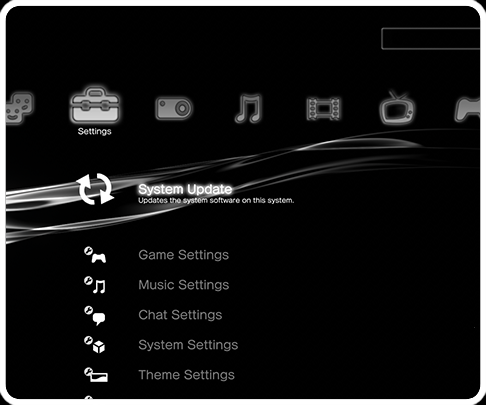 Settings
System Update
Updates the system software on this system.
Game Settings
Music Settings
Chat Settings
System Settings
Theme Settings